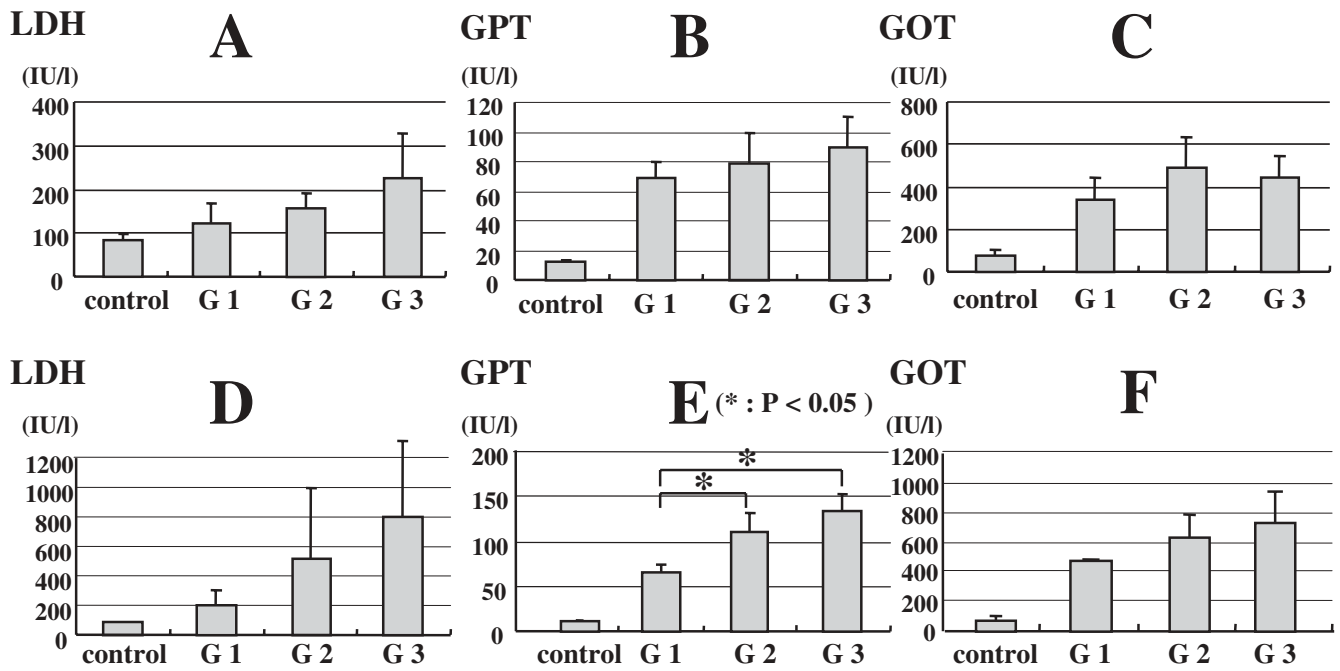 LDH
A
(IU/l)
400
300
200
100
0
control G 1 G 2 G 3
GPT
B
(IU/l)
120
100
80
60
40
20
0
control G 1 G 2 G 3
GOT
C
(IU/l)
800
600
400
200
0
control G 1 G 2 G 3
LDH
D
(IU/l)
1200
1000
800
600
400
200
0
control G 1 G 2 G 3
GPT
E (* : P < 0.05 )
(IU/l)
200
150
100
50
0
*
*
control G 1 G 2 G 3
GOT
F
(IU/l)
1200
1000
800
600
400
200
0
control G 1 G 2 G 3